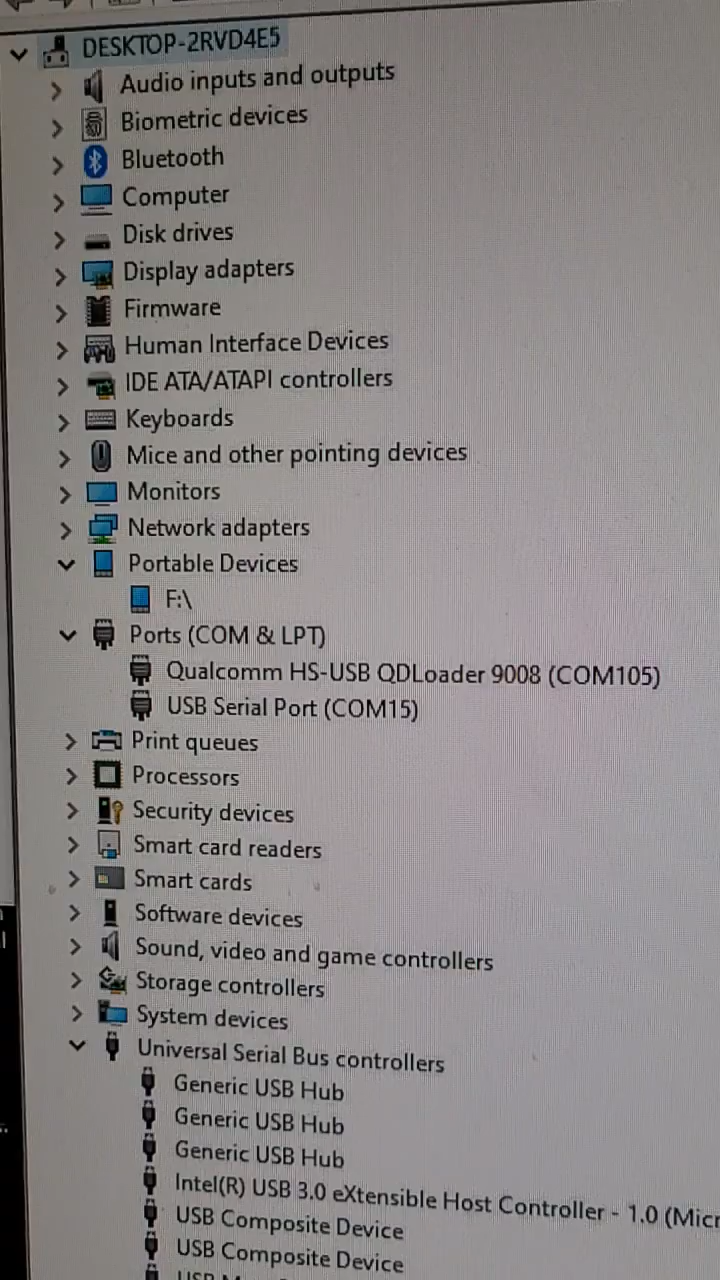 DESKTOP-2RVD4E5
Audio inputs and outputs
Biometric devices
Bluetooth
Computer
Disk drives
Display adapters
Firmware
Human Interface Devices
IDE ATA/ATAPI controllers
Keyboards
Mice and other pointing devices
Monitors
Network adapters
Portable Devices
F:\
Ports (COM & LPT)
Qualcomm HS-USB QDLoader 9008 (COM105)
USB Serial Port (COM15)
Print queues
Processors
Security devices
Smart card readers
Smart cards
Software devices
Sound, video and game controllers
Storage controllers
System devices
Universal Serial Bus controllers
Generic USB Hub
Generic USB Hub
Generic USB Hub
Intel(R) USB 3.0 eXtensible Host Controller - 1.0 (Micr
USB Composite Device
USB Composite Device